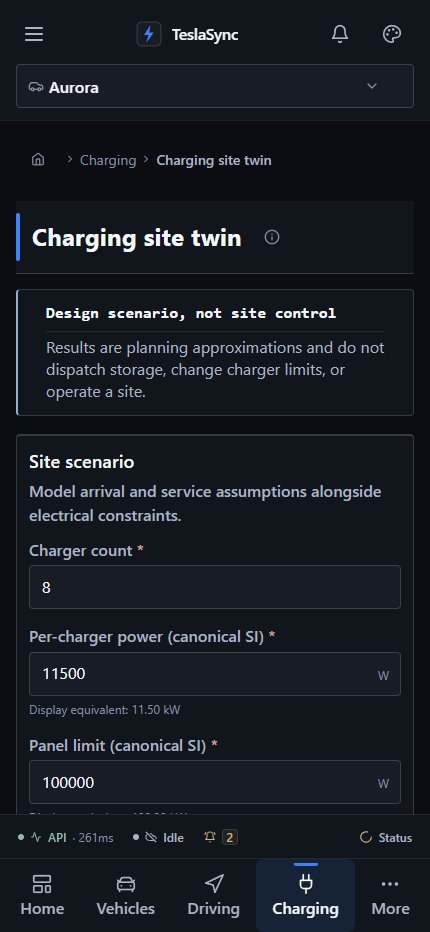 TeslaSync
Aurora
Charging
Charging site twin
Charging site twin
Design scenario, not site control
Results are planning approximations and do not
dispatch storage, change charger limits, or
operate a site.
Site scenario
Model arrival and service assumptions alongside
electrical constraints.
Charger count *
8
Per-charger power (canonical SI) *
11500 W
Display equivalent: 11.50 kW
Panel limit (canonical SI) *
100000 W
API · 261ms Idle 2 Status
Home Vehicles Driving Charging More